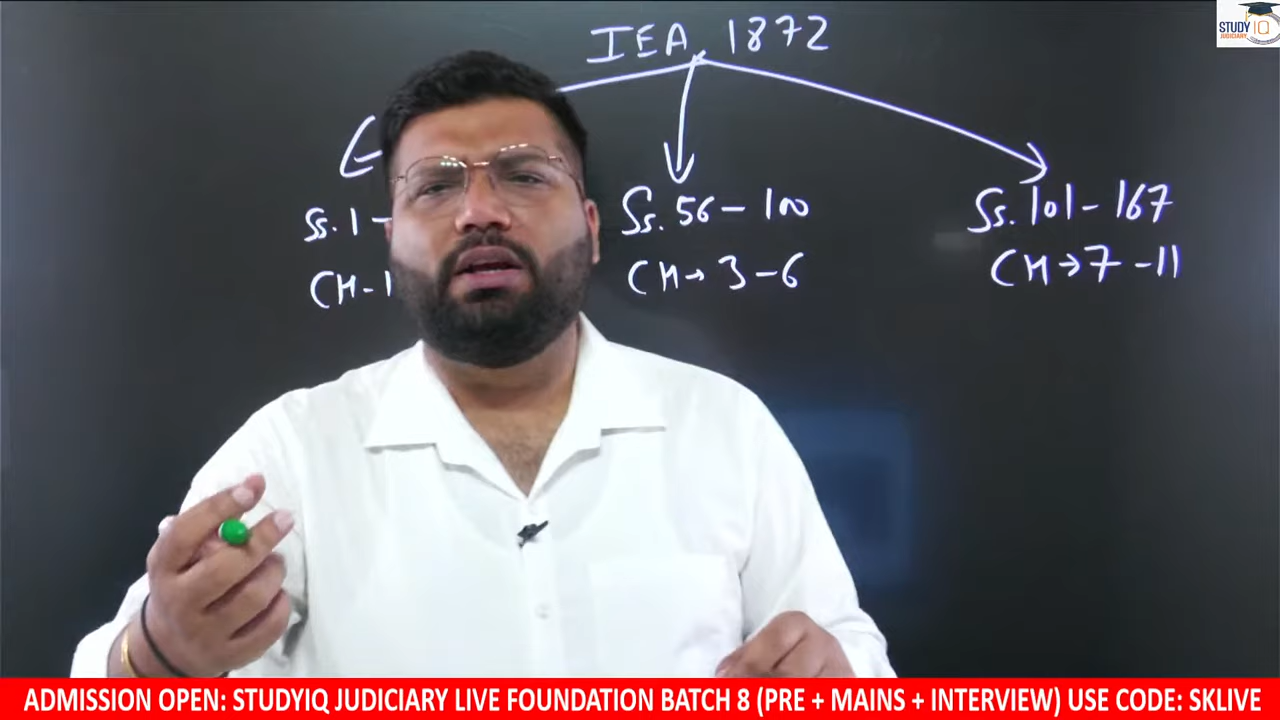 STUDY IQ
JUDICIARY
IEA, 1872
Ss. 1 -
CH - 1
Ss. 56 - 100
CH → 3 - 6
Ss. 101 - 167
CH → 7 - 11
ADMISSION OPEN: STUDYIQ JUDICIARY LIVE FOUNDATION BATCH 8 (PRE + MAINS + INTERVIEW) USE CODE: SKLIVE